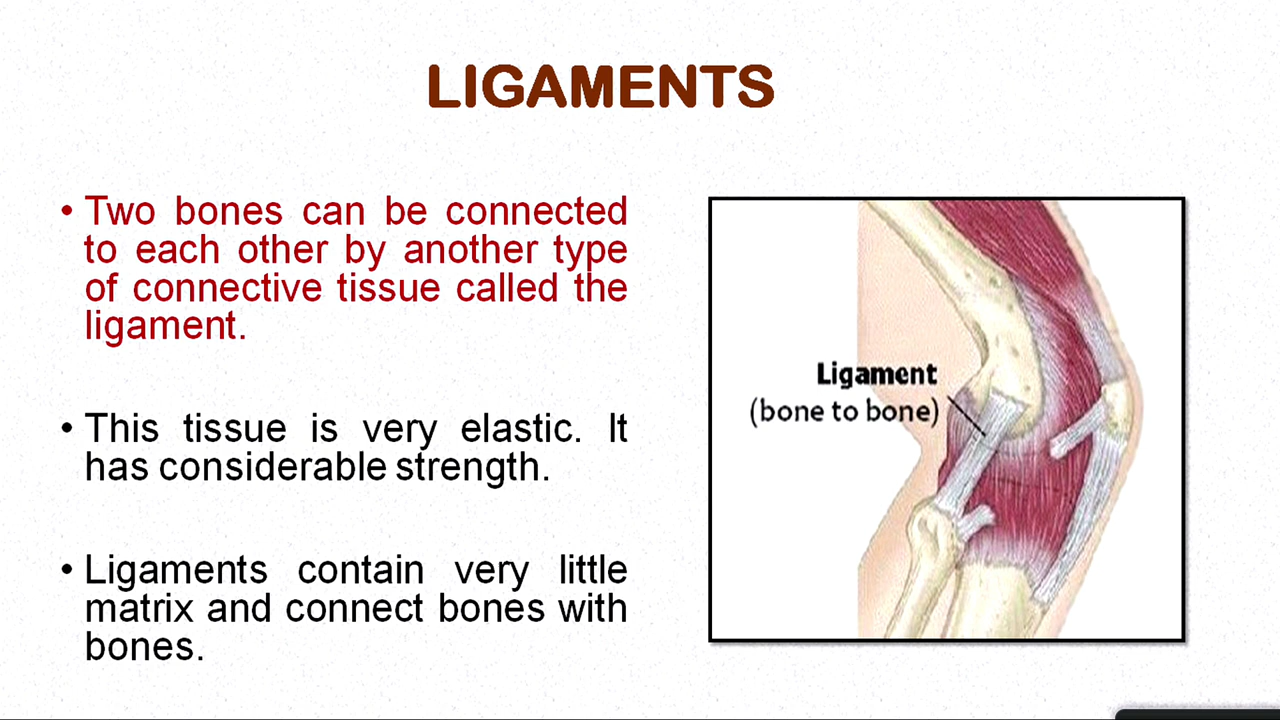 LIGAMENTS
• Two bones can be connected
to each other by another type
of connective tissue called the
ligament.
• This tissue is very elastic. It
has considerable strength.
• Ligaments contain very little
matrix and connect bones with
bones.
Ligament
(bone to bone)